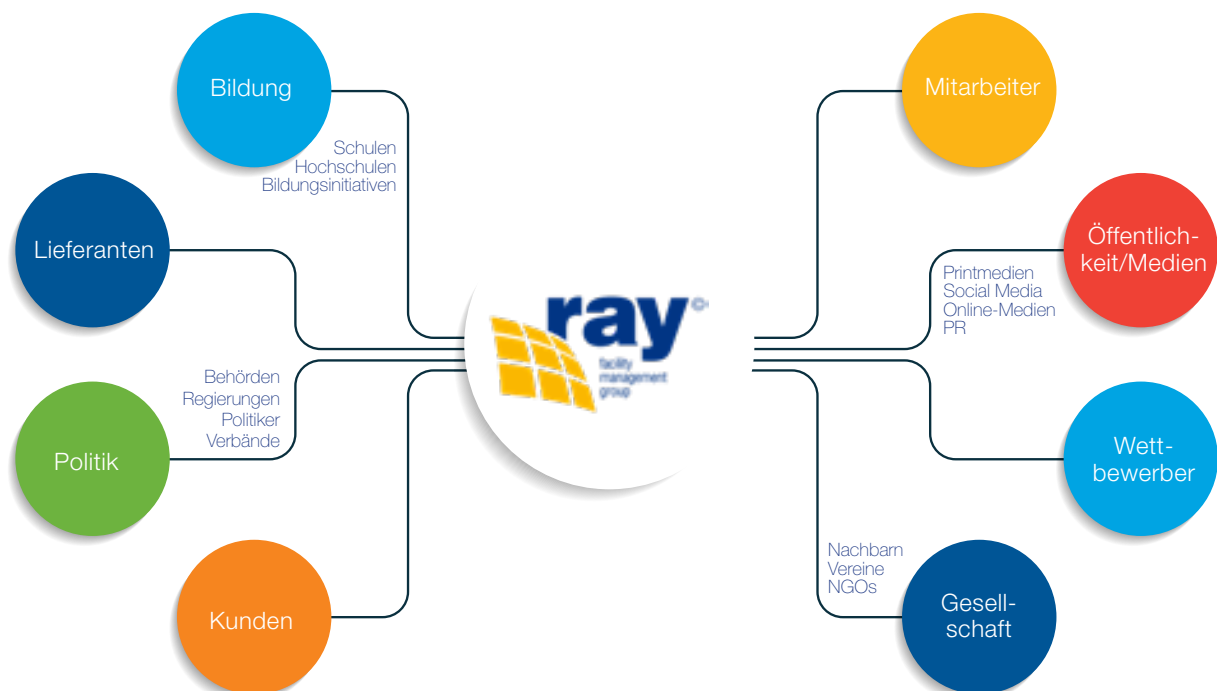 Bildung
Schulen
Hochschulen
Bildungsinitiativen
Lieferanten
Behörden
Regierungen
Politiker
Verbände
Politik
Kunden
ray
facility
management
group
Mitarbeiter
Öffentlich-
keit/Medien
Printmedien
Social Media
Online-Medien
PR
Wett-
bewerber
Nachbarn
Vereine
NGOs
Gesell-
schaft